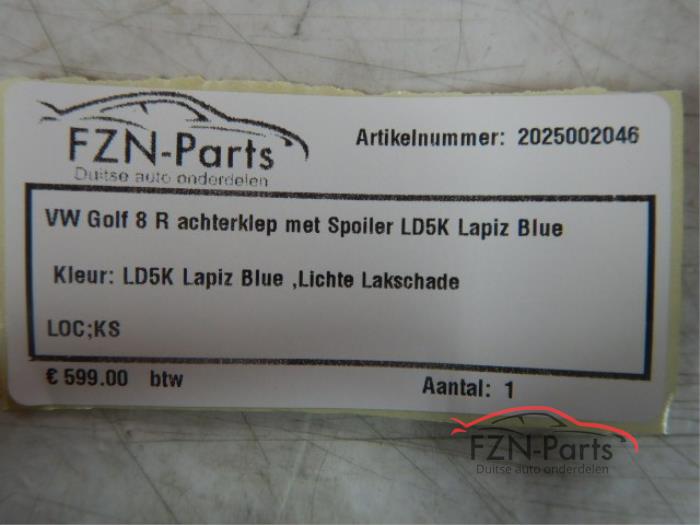 FZN-Parts
Duitse auto onderdelen
Artikelnummer: 2025002046
VW Golf 8 R achterklep met Spoiler LD5K Lapiz Blue
Kleur: LD5K Lapiz Blue ,Lichte Lakschade
LOC;KS
€ 599.00 btw
Aantal: 1
FZN-Parts
Duitse auto onderdelen